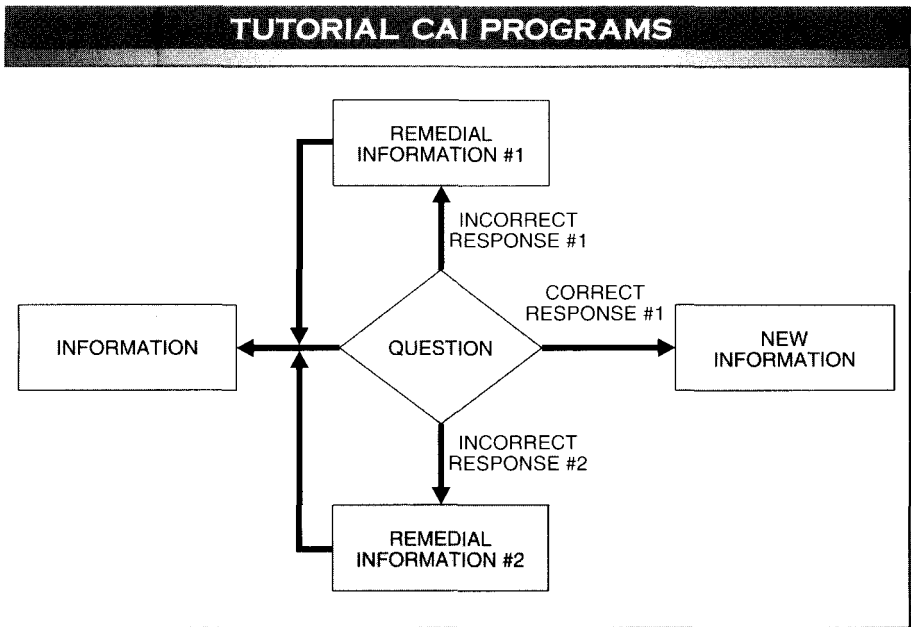 TUTORIAL CAI PROGRAMS
REMEDIAL
INFORMATION #1
INCORRECT
RESPONSE #1
CORRECT
RESPONSE #1
INFORMATION
QUESTION
NEW
INFORMATION
INCORRECT
RESPONSE #2
REMEDIAL
INFORMATION #2